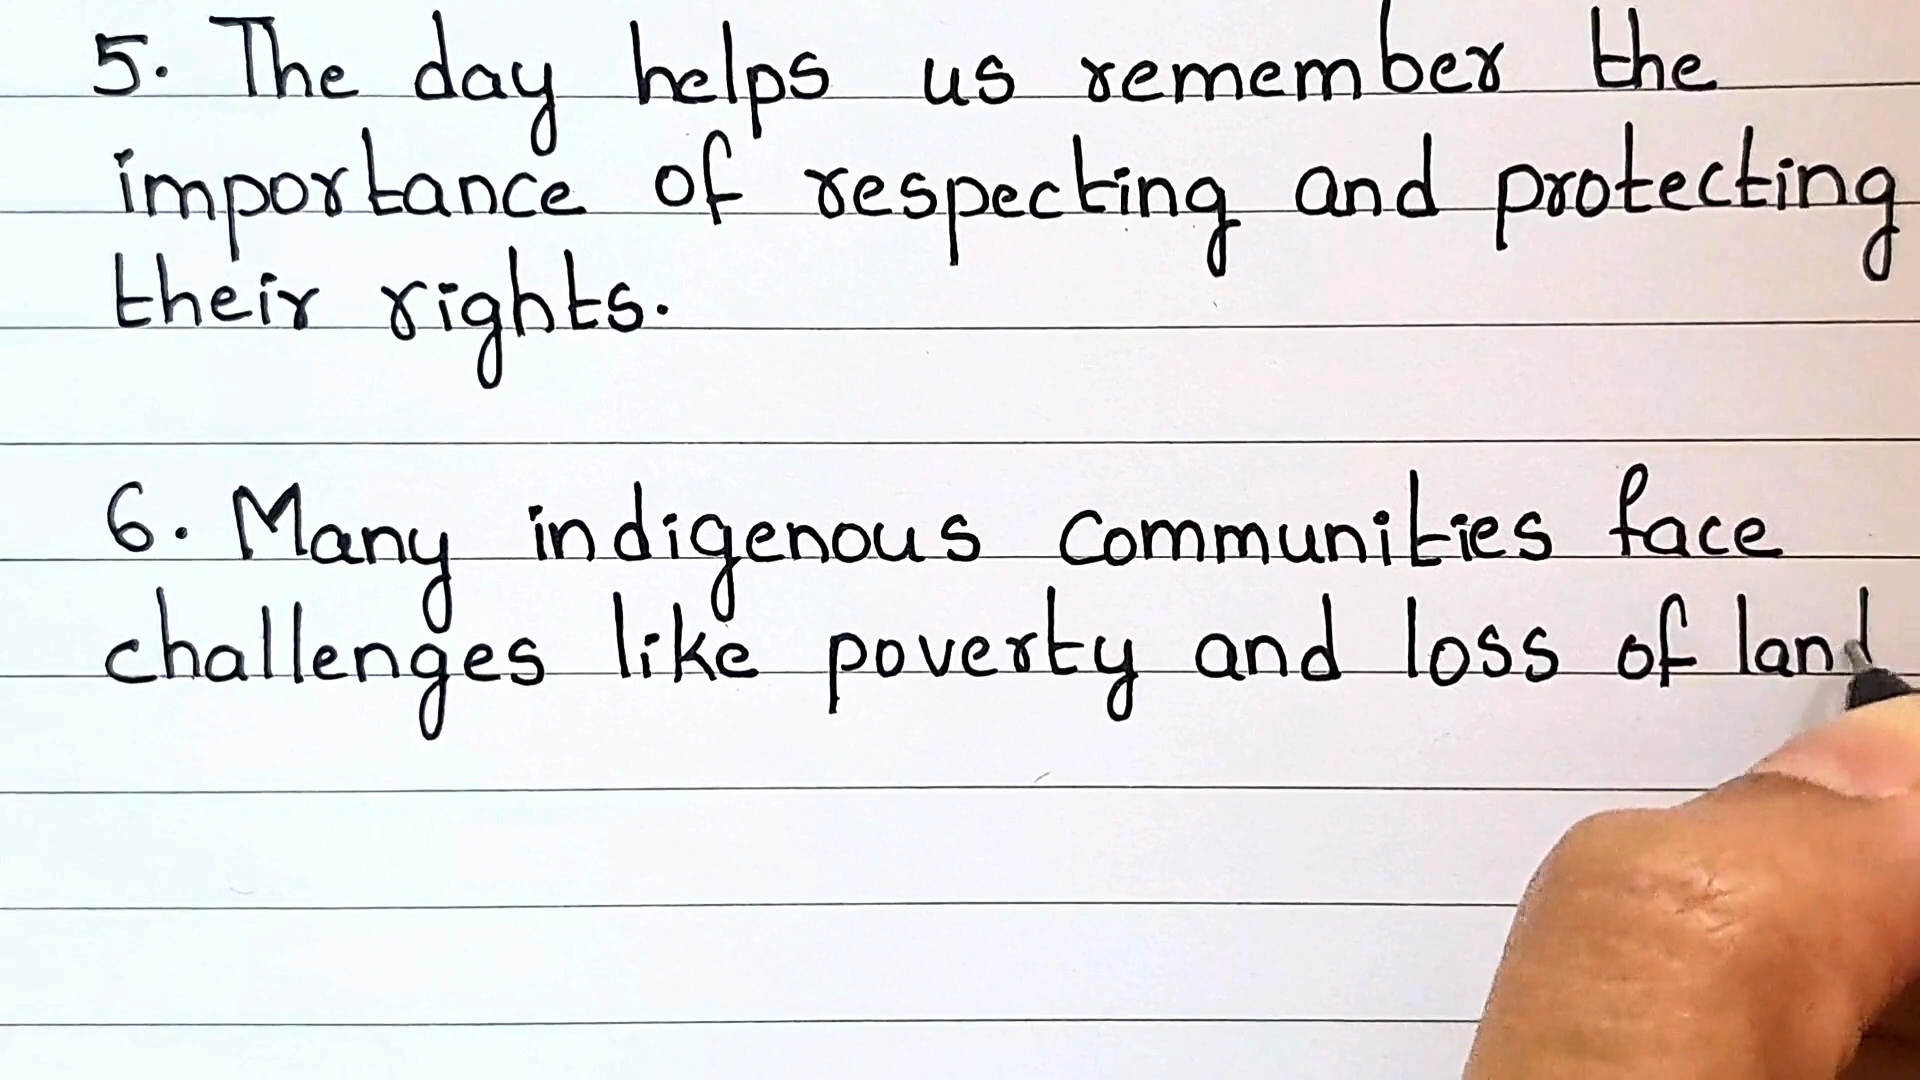 5. The day helps us remember the
importance of respecting and protecting
their rights.
6. Many indigenous communities face
challenges like poverty and loss of land